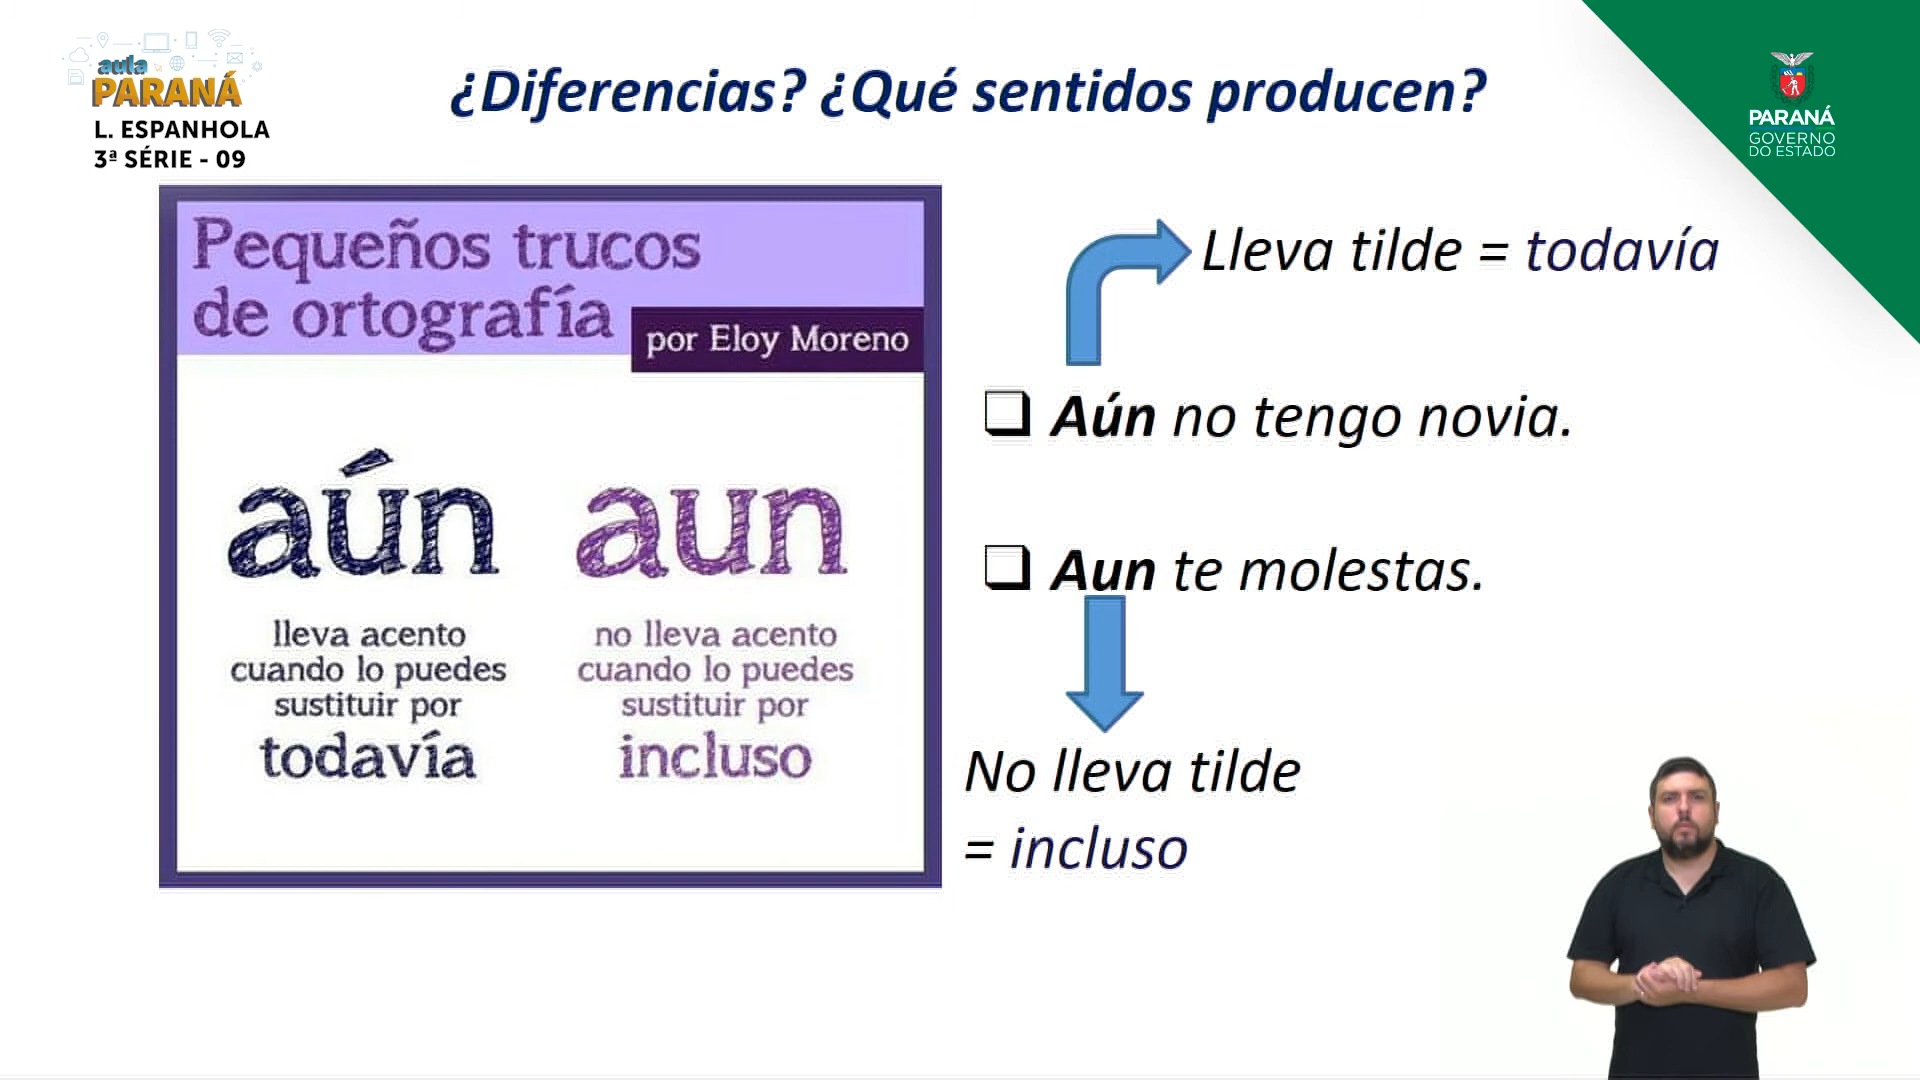 aula
PARANÁ
L. ESPANHOLA
3ª SÉRIE - 09
¿Diferencias? ¿Qué sentidos producen?
PARANÁ
GOVERNO
DO ESTADO
Pequeños trucos
de ortografía
por Eloy Moreno
aún
lleva acento
cuando lo puedes
sustituir por
todavía
aun
no lleva acento
cuando lo puedes
sustituir por
incluso
Lleva tilde = todavía
❑ Aún no tengo novia.
❑ Aun te molestas.
No lleva tilde
= incluso